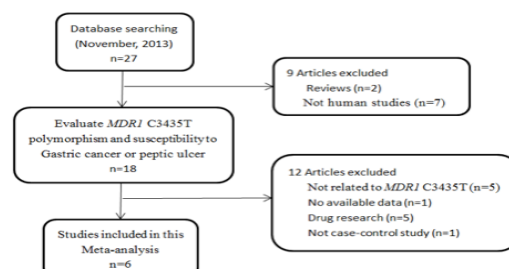 Database searching
(November, 2013)
n=27
9 Articles excluded
Reviews (n=2)
Not human studies (n=7)
Evaluate MDR1 C3435T
polymorphism and susceptibility to
Gastric cancer or peptic ulcer
n=18
12 Articles excluded
Not related to MDR1 C3435T (n=5)
No available data (n=1)
Drug research (n=5)
Not case-control study (n=1)
Studies included in this
Meta-analysis
n=6